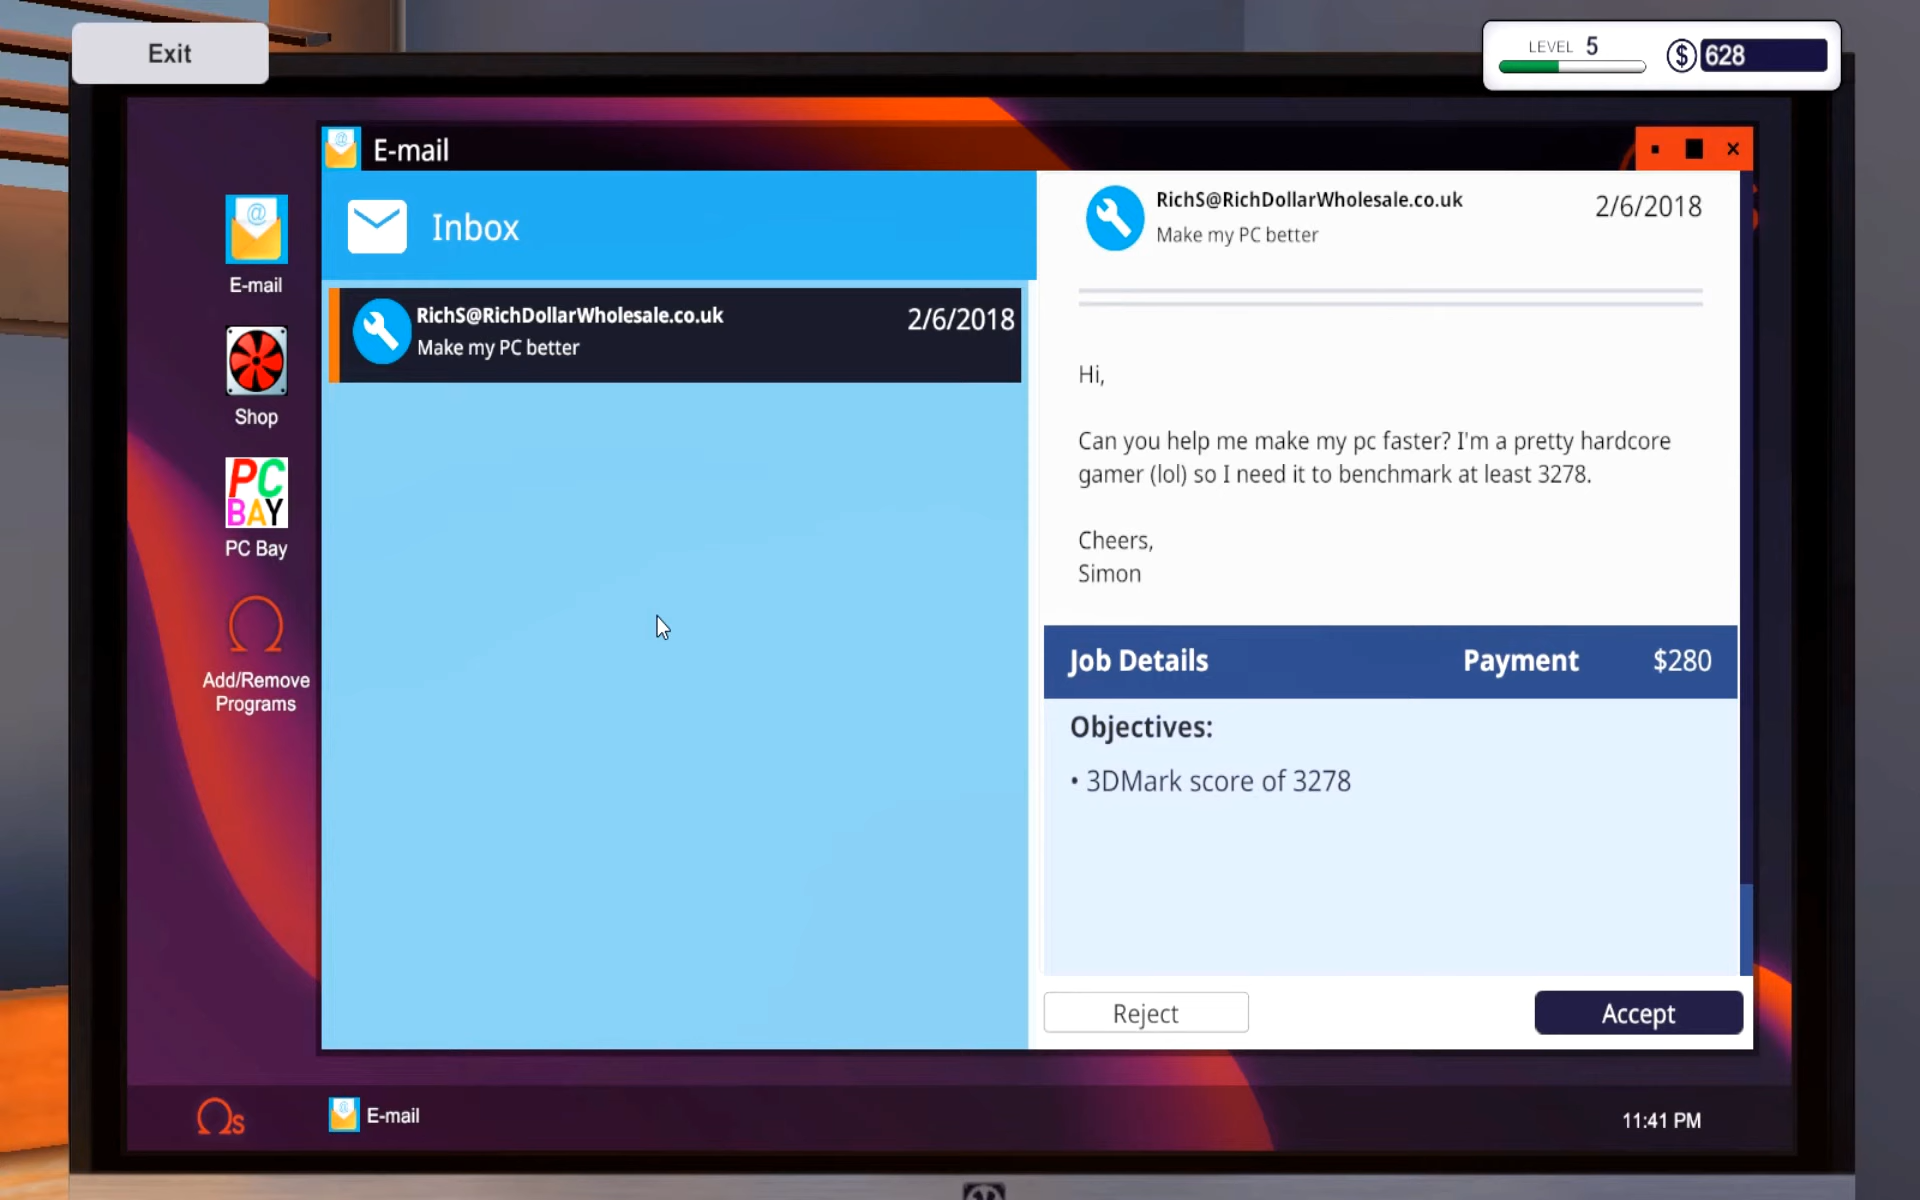 Exit
LEVEL 5
$ 628
E-mail
E-mail
Shop
PC
BAY
PC Bay
Add/Remove
Programs
Inbox
RichS@RichDollarWholesale.co.uk
2/6/2018
Make my PC better
RichS@RichDollarWholesale.co.uk
2/6/2018
Make my PC better
Hi,
Can you help me make my pc faster? I'm a pretty hardcore
gamer (lol) so I need it to benchmark at least 3278.
Cheers,
Simon
Job Details Payment $280
Objectives:
• 3DMark score of 3278
Reject
Accept
Ωs
E-mail
11:41 PM